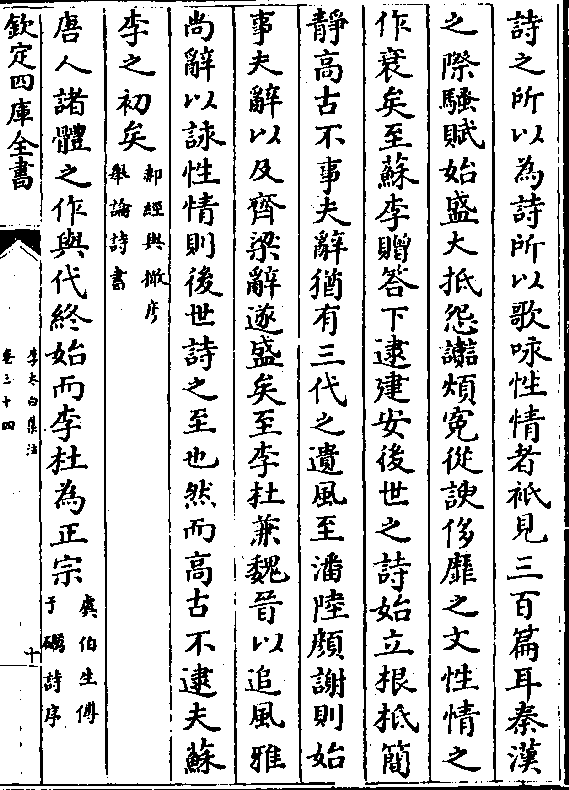 詩之所以為詩所以歌咏性情者祇見三百篇耳秦漢
之際騷賦始盛大抵怨讟煩寃從諛侈靡之文性情之
作衰矣至蘇李贈答下逮建安後世之詩始立根柢簡
靜高古不事夫辭猶有三代之遺風至潘陸顔謝則始
事夫辭以及齊梁辭遂盛矣至李杜兼魏晉以追風雅
尚辭以詠性情則後世詩之至也然而高古不逮夫蘇
李之初矣
郝經與撖彦
舉論詩書
唐人諸體之作與代終始而李杜為正宗
虞伯生傅
于礪詩序
欽定四庫全書
李太白集注
卷三十四
十